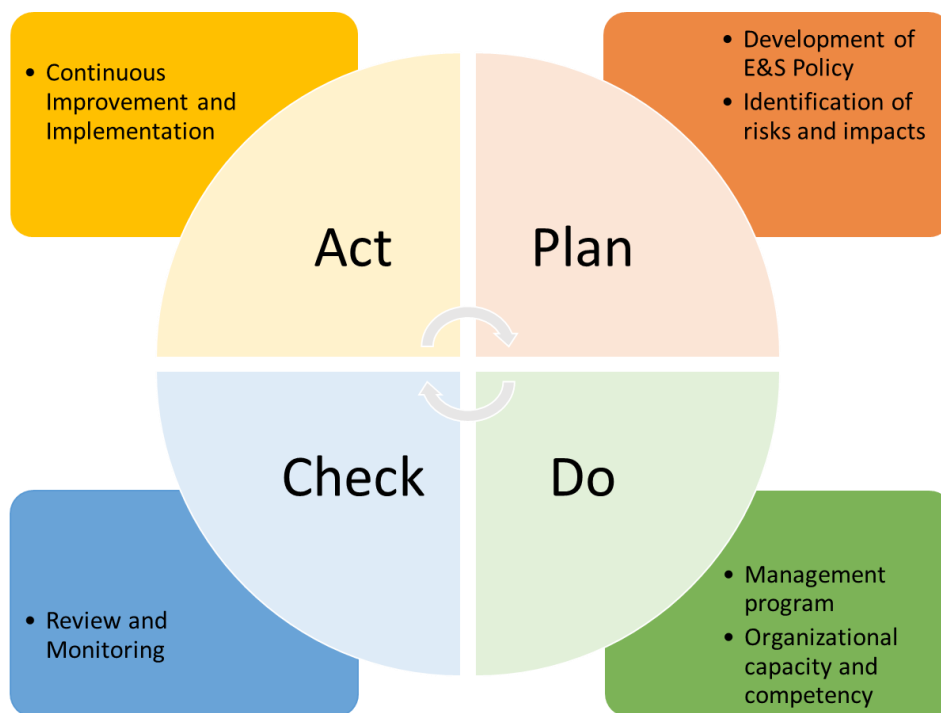 • Continuous
Improvement and
Implementation
• Development of
E&S Policy
• Identification of
risks and impacts
Act
Plan
Check
Do
• Review and
Monitoring
• Management
program
• Organizational
capacity and
competency